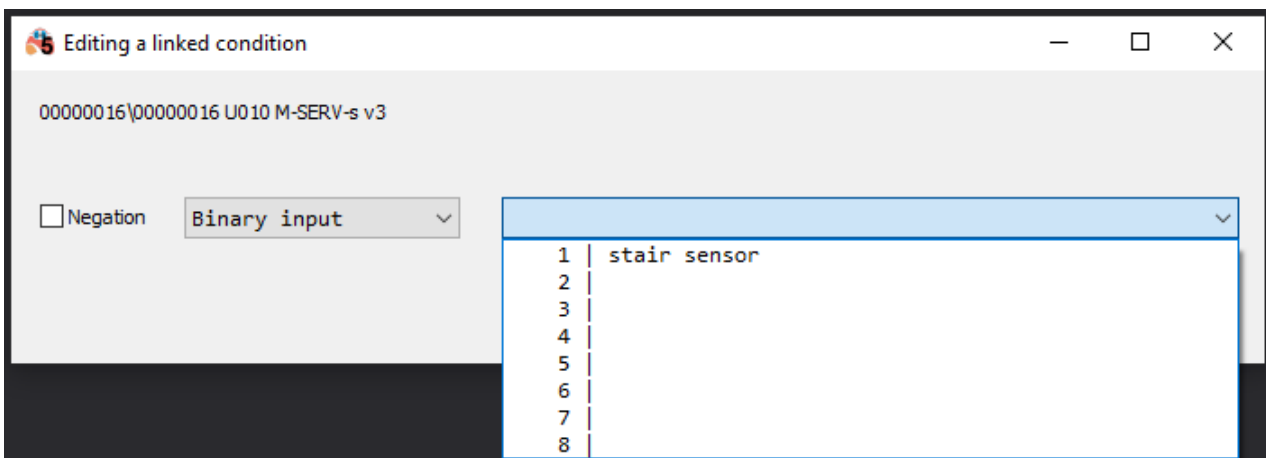 5 Editing a linked condition
00000016\00000016 U010 M-SERV-s v3
Negation Binary input
1 | stair sensor
2 |
3 |
4 |
5 |
6 |
7 |
8 |